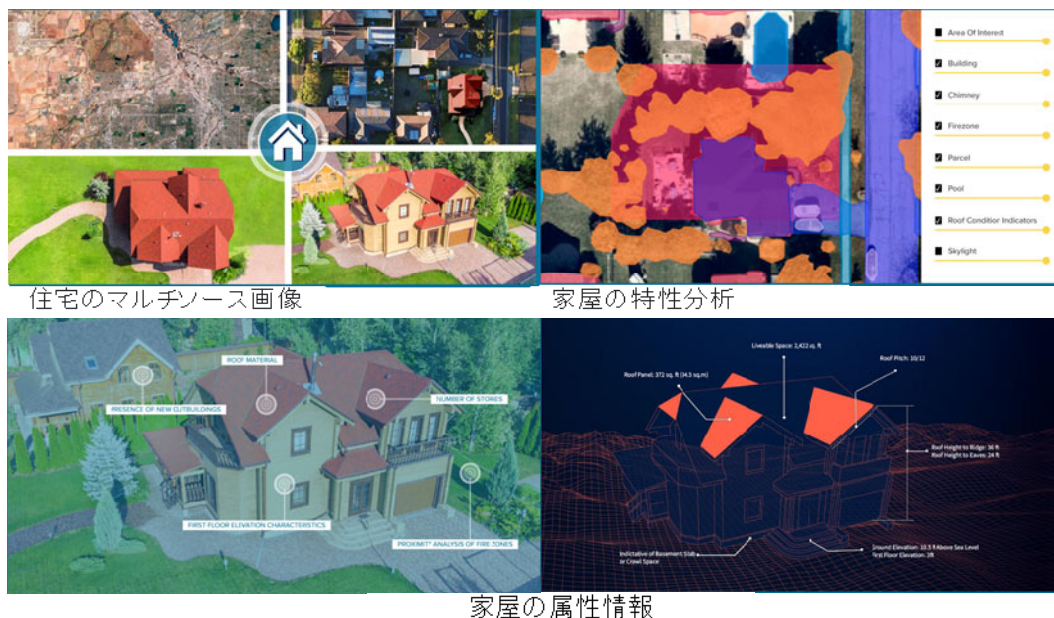 Area Of Interest
Building
Chimney
Firezone
Parcel
Pool
Roof Condition Indicators
Skylight
住宅のマルチソース画像
家屋の特性分析
ROOF MATERIAL
PRESENCE OF NEW OUTBUILDINGS
NUMBER OF STORES
FIRST FLOOR ELEVATION CHARACTERISTICS
PROXIMITY ANALYSIS OF FIRE ZONES
Liveable Space: 2,422 sq. ft
Roof Pitch: 10/12
Roof Panel: 372 sq. ft (34.5 sq.m)
Roof Height to Ridge: 36 ft
Roof Height to Eaves: 24 ft
Indicative of Basement Slab
or Crawl Space
Ground Elevation: 10.5 ft Above Sea Level
First Floor Elevation: 3ft
家屋の属性情報